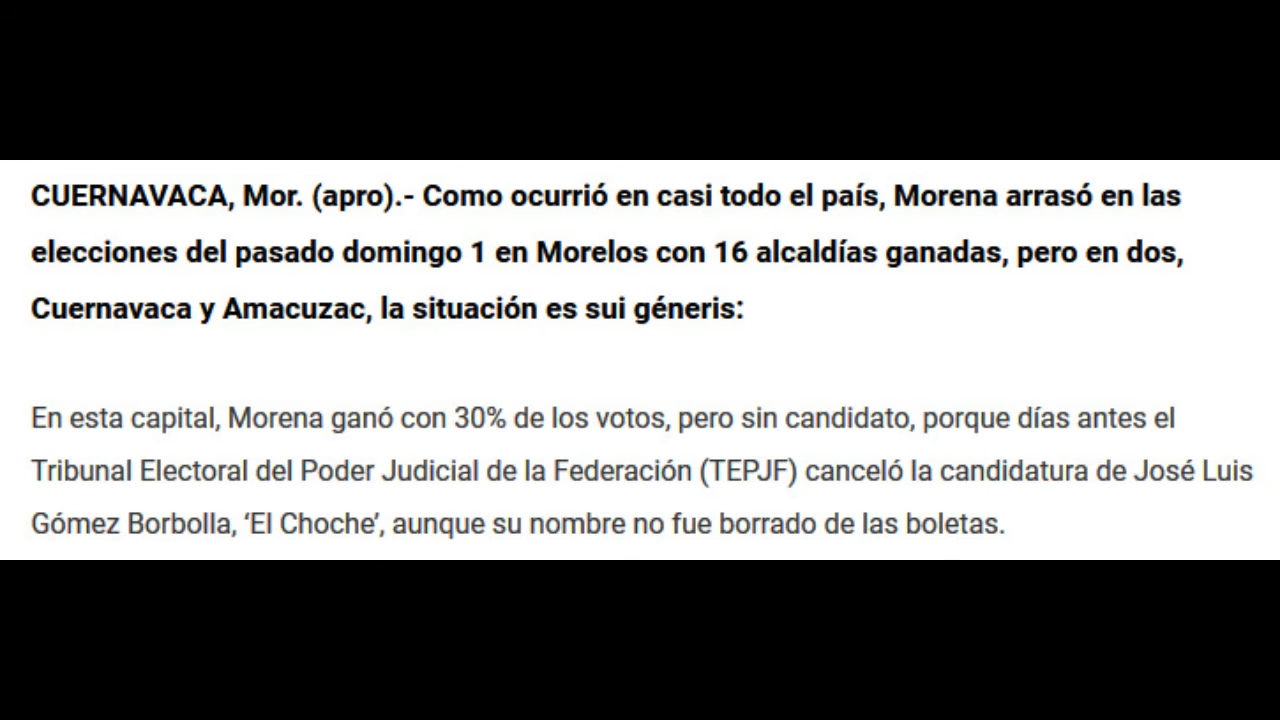 CUERNAVACA, Mor. (apro).- Como ocurrió en casi todo el país, Morena arrasó en las
elecciones del pasado domingo 1 en Morelos con 16 alcaldías ganadas, pero en dos,
Cuernavaca y Amacuzac, la situación es sui géneris:
En esta capital, Morena ganó con 30% de los votos, pero sin candidato, porque días antes el
Tribunal Electoral del Poder Judicial de la Federación (TEPJF) canceló la candidatura de José Luis
Gómez Borbolla, ‘El Choche’, aunque su nombre no fue borrado de las boletas.